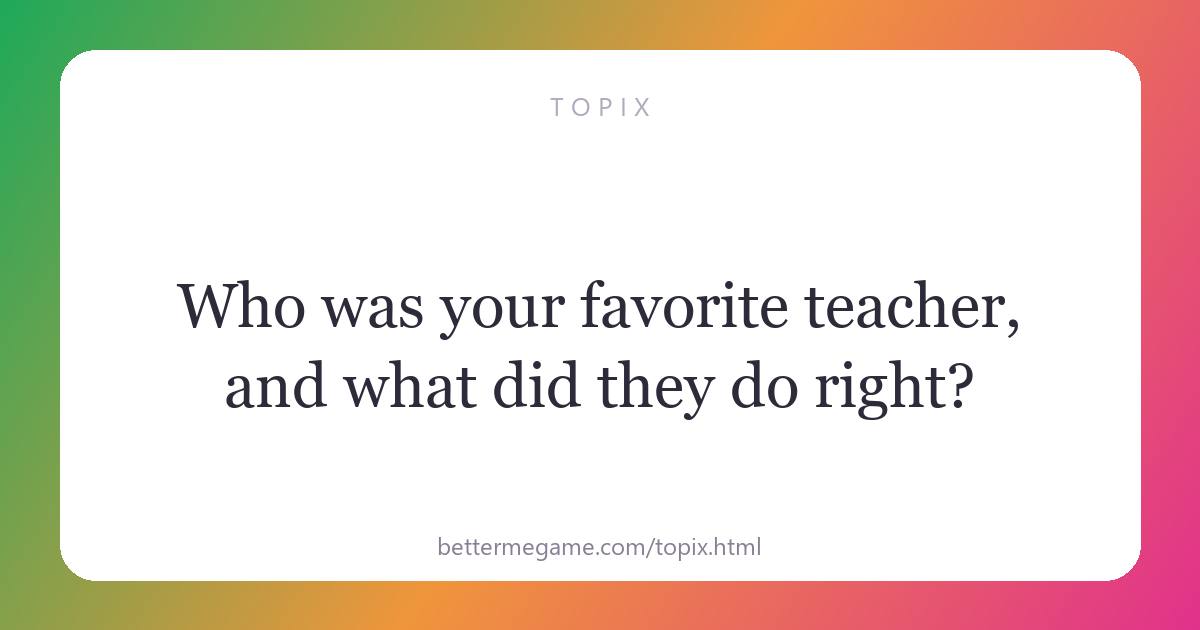 TOPIX
Who was your favorite teacher,
and what did they do right?
bettermegame.com/topix.html